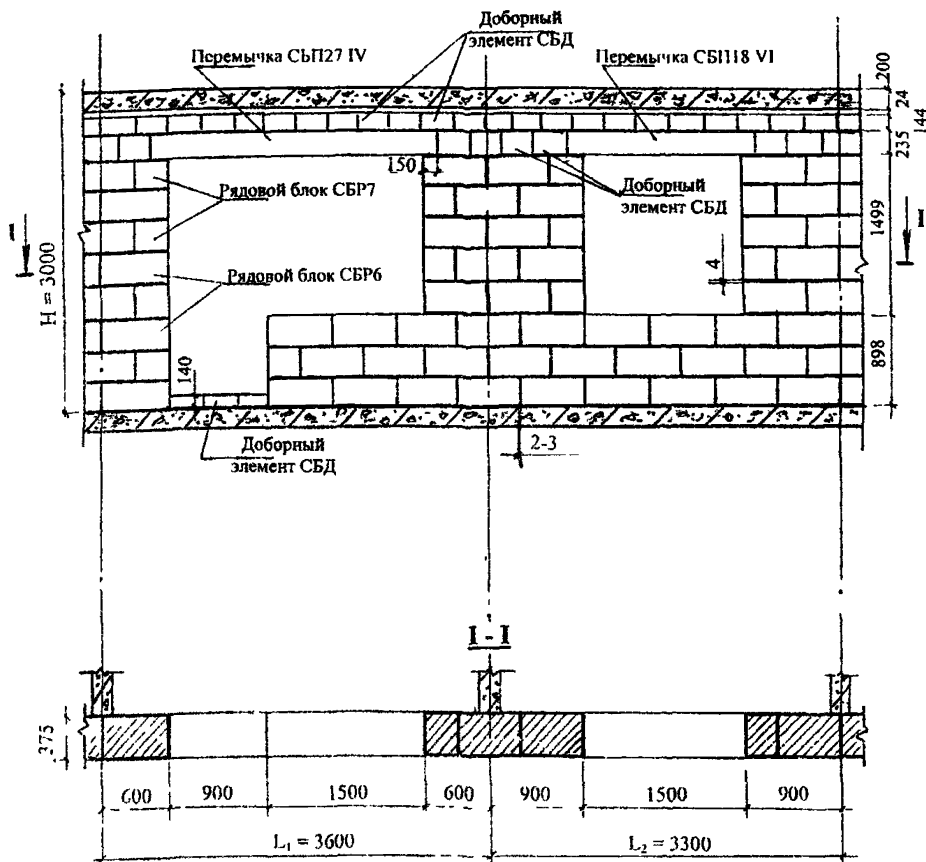 Доборный
элемент СБД
Перемычка СБП27 IV
Перемычка СБП18 VI
200
24
144
235
150
Рядовой блок СБР7
Доборный
элемент СБД
I
I
1499
H = 3000
Рядовой блок СБР6
4
140
898
Доборный
элемент СБД
2-3
I - I
375
600
900
1500
600
900
1500
900
L₁ = 3600
L₂ = 3300